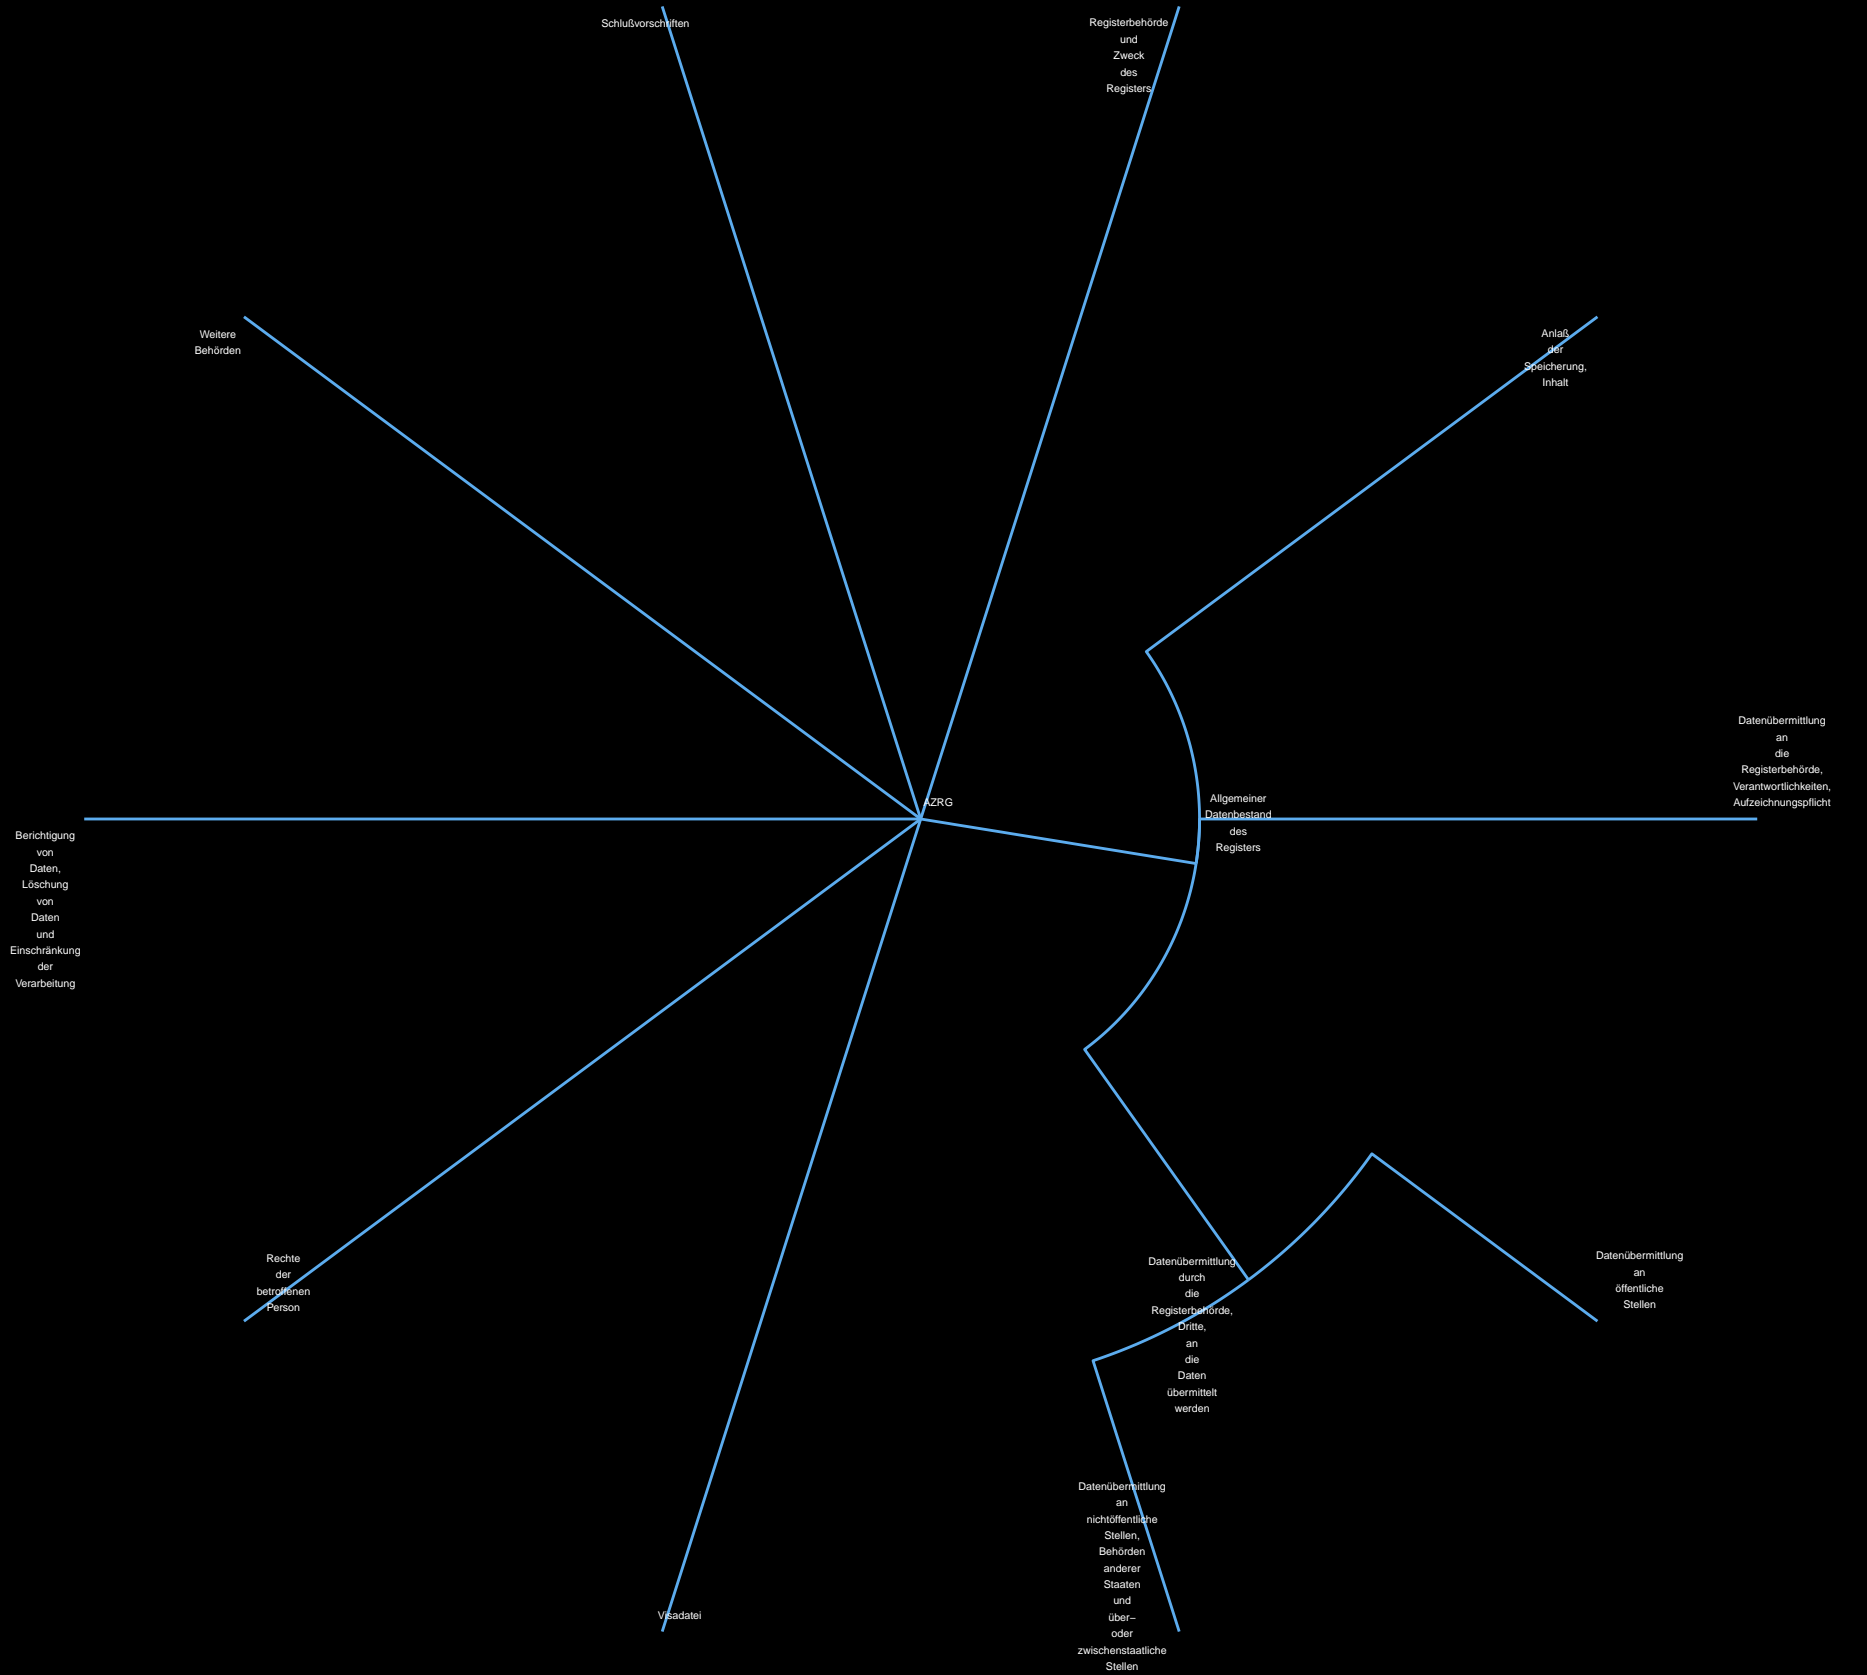 Schlußvorschriften
Registerbehörde
und
Zweck
des
Registers
Weitere
Behörden
Anlaß
der
Speicherung,
Inhalt
Datenübermittlung
an
die
Registerbehörde,
Verantwortlichkeiten,
Aufzeichnungspflicht
AZRG
Allgemeiner
Datenbestand
des
Registers
Berichtigung
von
Daten,
Löschung
von
Daten
und
Einschränkung
der
Verarbeitung
Rechte
der
betroffenen
Person
Datenübermittlung
durch
die
Registerbehörde,
Dritte,
an
die
Daten
übermittelt
werden
Datenübermittlung
an
öffentliche
Stellen
Visadatei
Datenübermittlung
an
nichtöffentliche
Stellen,
Behörden
anderer
Staaten
und
über–
oder
zwischenstaatliche
Stellen